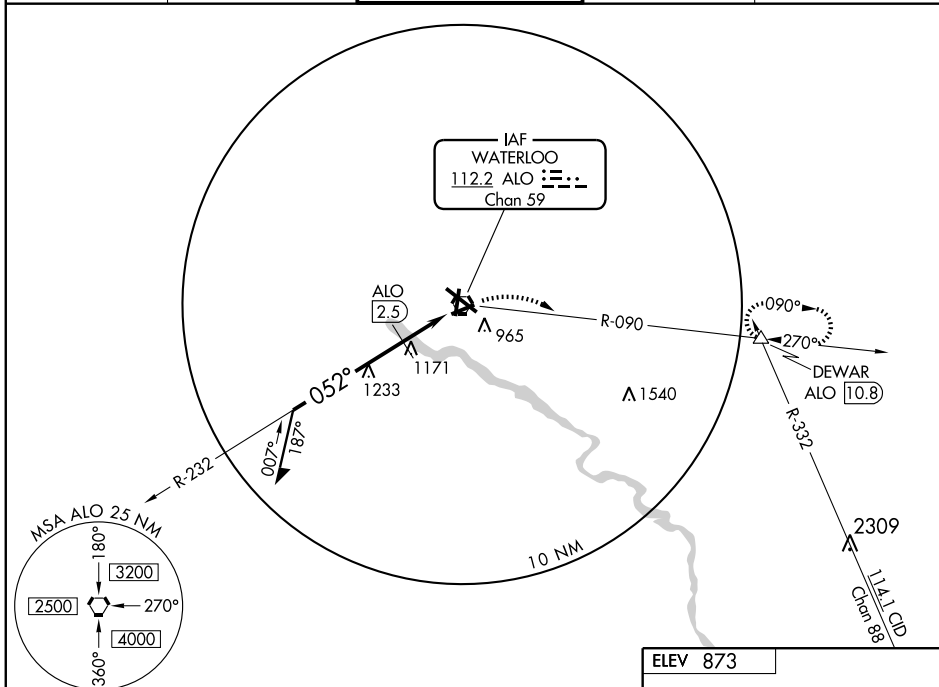 IAF
WATERLOO
112.2 ALO
Chan 59
ALO
2.5
965
R-090
090°
270°
DEWAR
ALO 10.8
1171
1233
052°
1540
R-332
007°
187°
R-232
MSA ALO 25 NM
180°
3200
2500
270°
4000
360°
10 NM
2309
114.1 CID
Chan 88
ELEV 873